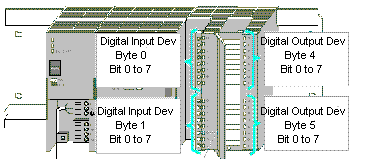 Digital Input Dev
Byte 0
Bit 0 to 7
Digital Output Dev
Byte 4
Bit 0 to 7
Digital Input Dev
Byte 1
Bit 0 to 7
Digital Output Dev
Byte 5
Bit 0 to 7